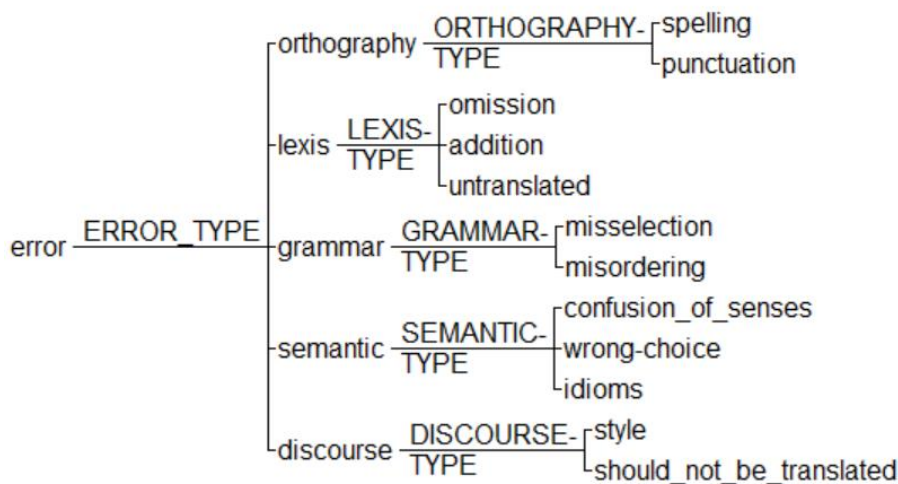 orthography ORTHOGRAPHY-TYPE spelling
punctuation
omission
lexis LEXIS-TYPE addition
untranslated
error ERROR_TYPE grammar GRAMMAR-TYPE misselection
misordering
confusion_of_senses
semantic SEMANTIC-TYPE wrong-choice
idioms
discourse DISCOURSE-TYPE style
should_not_be_translated